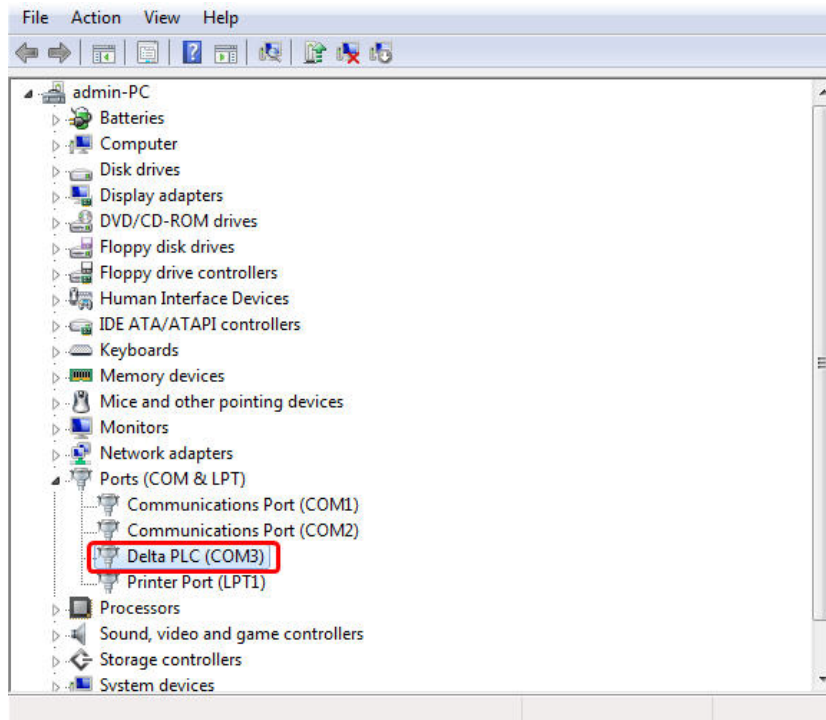 File Action View Help
admin-PC
Batteries
Computer
Disk drives
Display adapters
DVD/CD-ROM drives
Floppy disk drives
Floppy drive controllers
Human Interface Devices
IDE ATA/ATAPI controllers
Keyboards
Memory devices
Mice and other pointing devices
Monitors
Network adapters
Ports (COM & LPT)
Communications Port (COM1)
Communications Port (COM2)
Delta PLC (COM3)
Printer Port (LPT1)
Processors
Sound, video and game controllers
Storage controllers
System devices